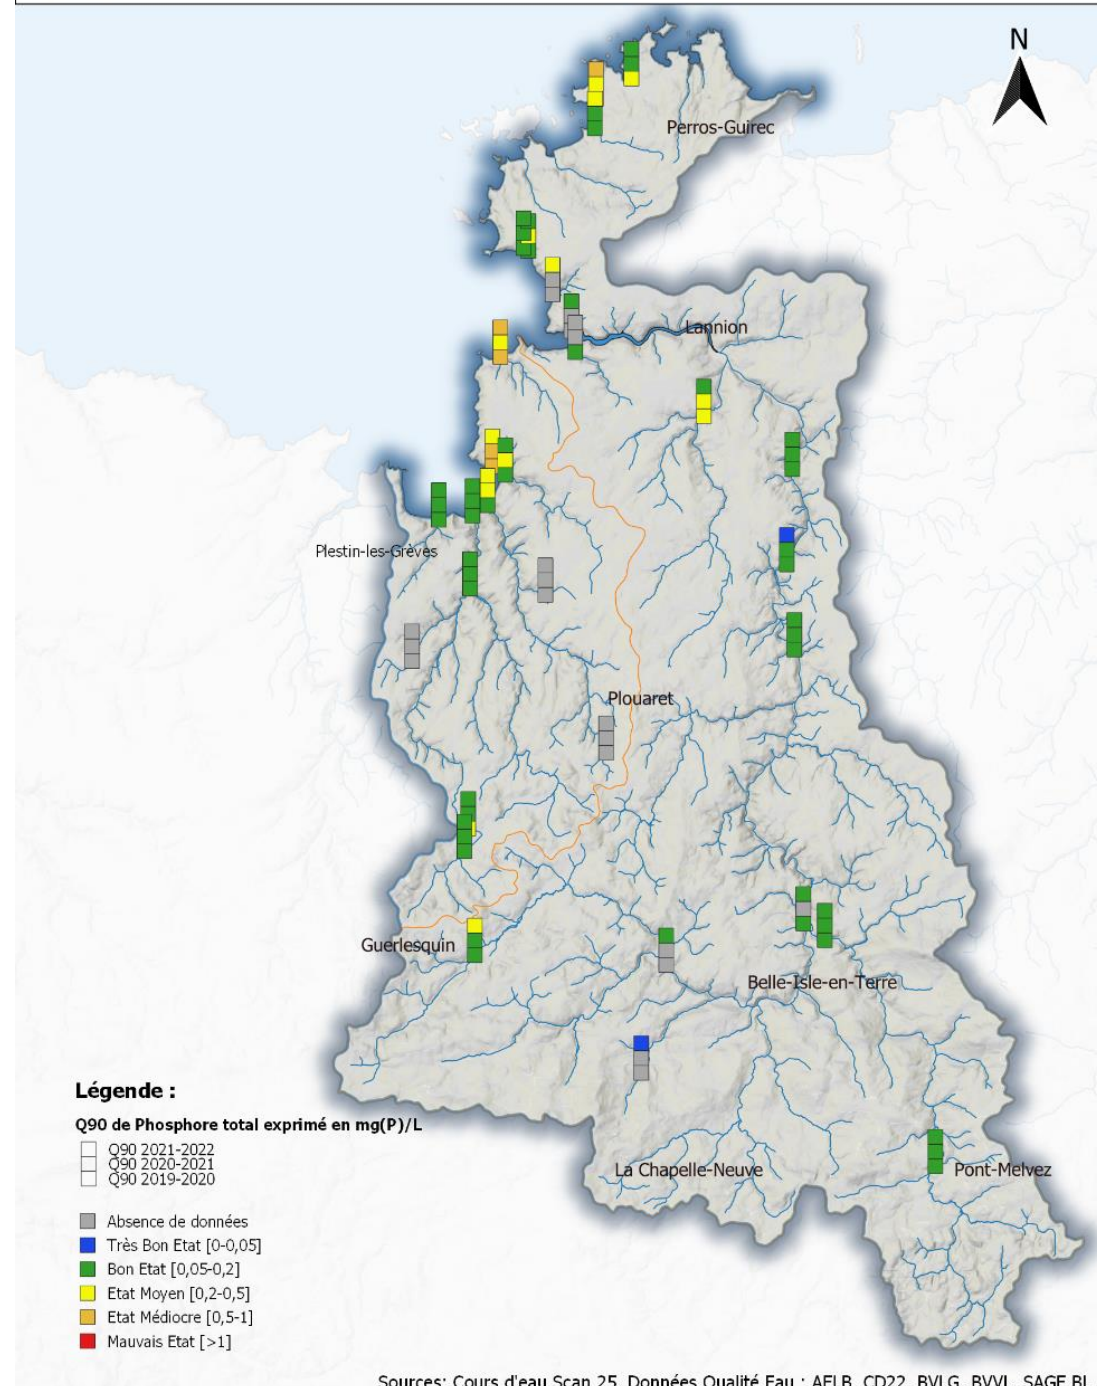 N
Perros-Guirec
Lannion
Plestin-les-Grèves
Plouaret
Guerlesquin
Belle-Isle-en-Terre
La Chapelle-Neuve
Pont-Melvez
Légende :
Q90 de Phosphore total exprimé en mg(P)/L
Q90 2021-2022
Q90 2020-2021
Q90 2019-2020
Absence de données
Très Bon Etat [0-0,05]
Bon Etat [0,05-0,2]
Etat Moyen [0,2-0,5]
Etat Médiocre [0,5-1]
Mauvais Etat [>1]
Sources: Cours d'eau Scan 25, Données Qualité Eau : AELB, CD22, BVLG, BVVL, SAGE BL